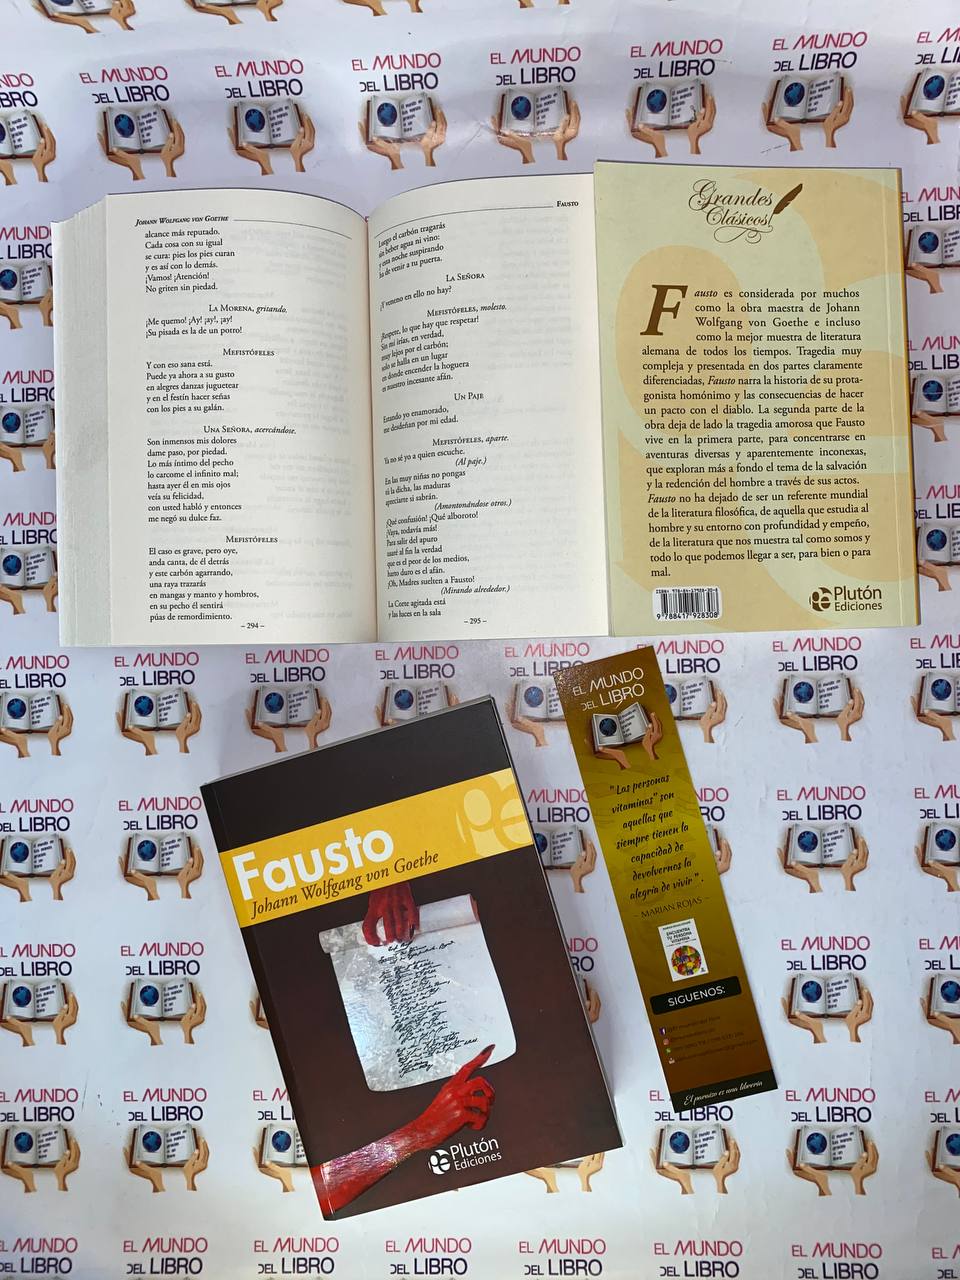 EL MUNDO
DEL LIBRO
JOHANN WOLFGANG VON GOETHE
alcance más reputado.
Cada cosa con su igual
se cura: pies los pies curan
y es así con lo demás.
¡Vamos! ¡Atención!
No griten sin piedad.
LA MORENA, gritando.
¡Me quemo! ¡Ay! ¡ay!, ¡ay!
¡Su pisada es la de un potro!
MEFISTÓFELES
Y con eso sana está.
Puede ya ahora a su gusto
en alegres danzas juguetear
y en el festín hacer señas
con los pies a su galán.
UNA SEÑORA, acercándose.
Son inmensos mis dolores
dame paso, por piedad.
Lo más íntimo del pecho
lo carcome el infinito mal;
hasta ayer él en mis ojos
veía su felicidad,
con usted habló y entonces
me negó su dulce faz.
MEFISTÓFELES
El caso es grave, pero oye,
anda canta, de él detrás
y este carbón agarrando,
una raya trazarás
en mangas y manto y hombros,
en su pecho él sentirá
púas de remordimiento.
– 294 –
FAUSTO
Luego el carbón tragarás
sin beber agua ni vino:
y esta noche suspirando
ha de venir a tu puerta.
LA SEÑORA
¿Y veneno en ello no hay?
MEFISTÓFELES, molesto.
¡Respete, lo que hay que respetar!
Sin mi irías, en verdad,
muy lejos por el carbón;
solo se halla en un lugar
en donde encender la hoguera
es nuestro incesante afán.
UN PAJE
Estando yo enamorado,
me desdeñan por mi edad.
MEFISTÓFELES, aparte.
Ya no sé yo a quien escuche.
(Al paje.)
En las muy niñas no pongas
ni la dicha, las maduras
apreciarte si sabrán.
(Amontonándose otros.)
¡Qué confusión! ¡Qué alboroto!
¡Vaya, todavía más!
Para salir del apuro
usaré al fin la verdad
que es el peor de los medios,
harto duro es el afán.
¡Oh, Madres suelten a Fausto!
(Mirando alrededor.)
La Corte agitada está
y las luces en la sala
– 295 –
Grandes
Clásicos!
Fausto es considerada por muchos
como la obra maestra de Johann
Wolfgang von Goethe e incluso
como la mejor muestra de literatura
alemana de todos los tiempos. Tragedia muy
compleja y presentada en dos partes claramente
diferenciadas, Fausto narra la historia de su prota-
gonista homónimo y las consecuencias de hacer
un pacto con el diablo. La segunda parte de la
obra deja de lado la tragedia amorosa que Fausto
vive en la primera parte, para concentrarse en
aventuras diversas y aparentemente inconexas,
que exploran más a fondo el tema de la salvación
y la redención del hombre a través de sus actos.
Fausto no ha dejado de ser un referente mundial
de la literatura filosófica, de aquella que estudia al
hombre y su entorno con profundidad y empeño,
de la literatura que nos muestra tal como somos y
todo lo que podemos llegar a ser, para bien o para
mal.
ISBN: 978-84-17928-30-8
9 788417 928308
Plutón
Ediciones
Fausto
Johann Wolfgang von Goethe
Plutón
Ediciones
EL MUNDO
DEL LIBRO
"Las personas
vitaminas" son
aquellas que
siempre tienen la
capacidad de
devolvernos la
alegría de vivir".
– MARIAN ROJAS –
ENCUENTRA
TU PERSONA
VITAMINA
SIGUENOS:
El paraíso es una librería